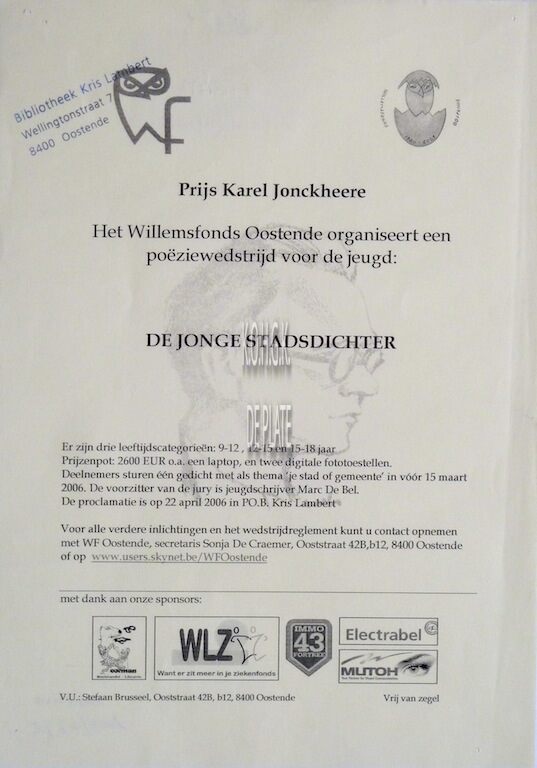 Bibliotheek Kris Lambert
Wellingtonstraat 7
8400 Oostende
wf
Prijs Karel Jonckheere
Het Willemsfonds Oostende organiseert een
poëziewedstrijd voor de jeugd:
DE JONGE STADSDICHTER
K.O.H.G.K.
DE PLATE
Er zijn drie leeftijdscategorieën: 9-12 , 12-15 en 15-18 jaar
Prijzenpot: 2600 EUR o.a. een laptop, en twee digitale fototoestellen.
Deelnemers sturen één gedicht met als thema 'je stad of gemeente' in vóór 15 maart
2006. De voorzitter van de jury is jeugdschrijver Marc De Bel.
De proclamatie is op 22 april 2006 in P.O.B. Kris Lambert
Voor alle verdere inlichtingen en het wedstrijdreglement kunt u contact opnemen
met WF Oostende, secretaris Sonja De Craemer, Ooststraat 42B,b12, 8400 Oostende
of op www.users.skynet.be/WFOostende
met dank aan onze sponsors:
corman
WLZ
Want er zit meer in je ziekenfonds
IMMO
43
FORTREE
Electrabel
MUTOH
V.U.: Stefaan Brusseel, Ooststraat 42B, b12, 8400 Oostende
Vrij van zegel